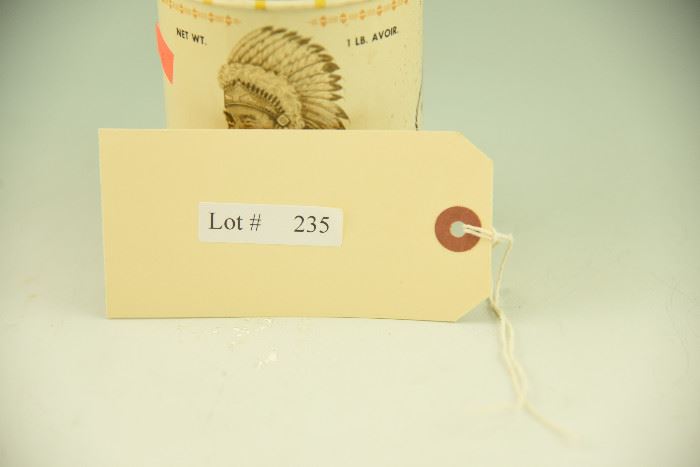 NET WT.
1 LB. AVOIR.
Lot # 235